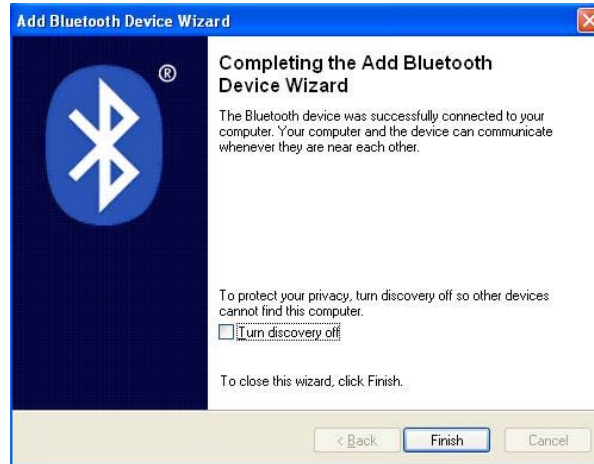 Add Bluetooth Device Wizard
®
Completing the Add Bluetooth
Device Wizard
The Bluetooth device was successfully connected to your
computer. Your computer and the device can communicate
whenever they are near each other.
To protect your privacy, turn discovery off so other devices
cannot find this computer.
Turn discovery off
To close this wizard, click Finish.
< Back Finish Cancel